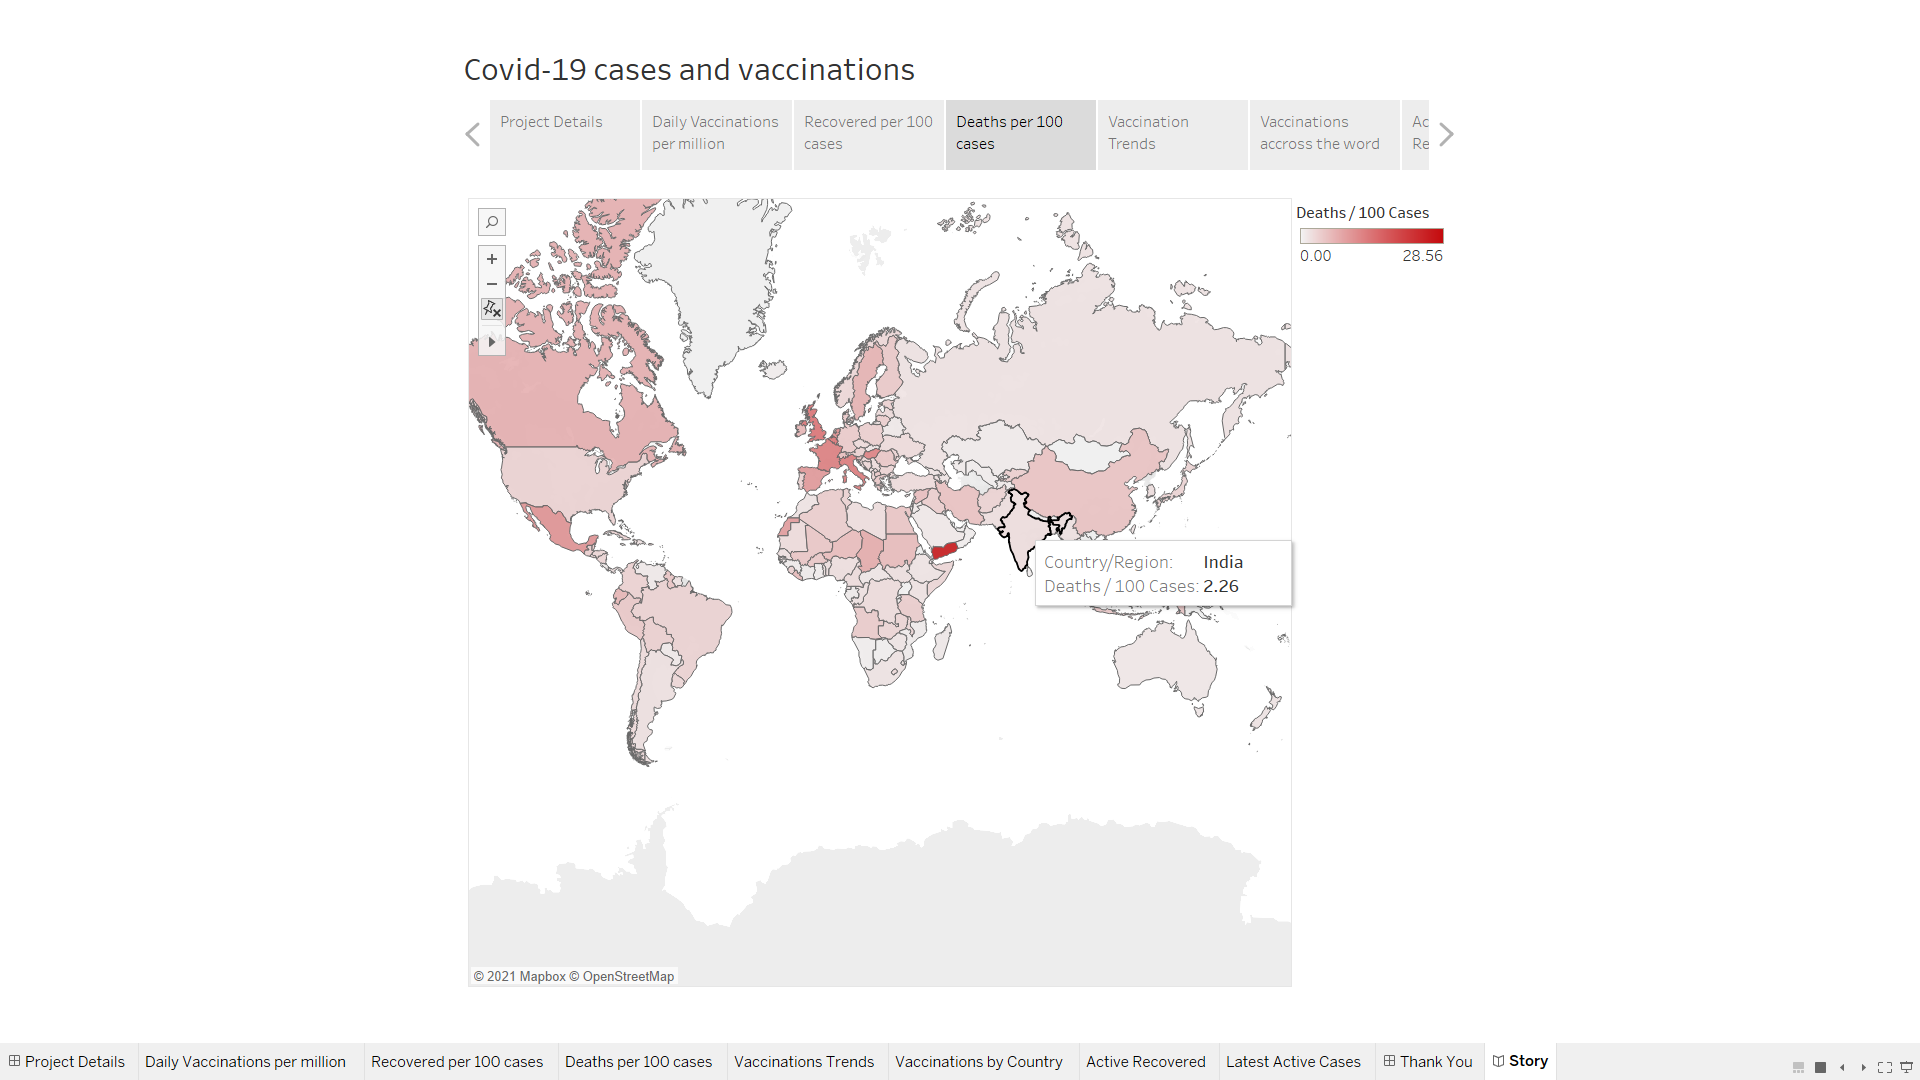 Covid-19 cases and vaccinations
Project Details
Daily Vaccinations
per million
Recovered per 100
cases
Deaths per 100
cases
Vaccination
Trends
Vaccinations
accross the word
Ac
Re
Deaths / 100 Cases
0.00 28.56
Country/Region: India
Deaths / 100 Cases: 2.26
© 2021 Mapbox © OpenStreetMap
Project Details Daily Vaccinations per million Recovered per 100 cases Deaths per 100 cases Vaccinations Trends Vaccinations by Country Active Recovered Latest Active Cases Thank You Story